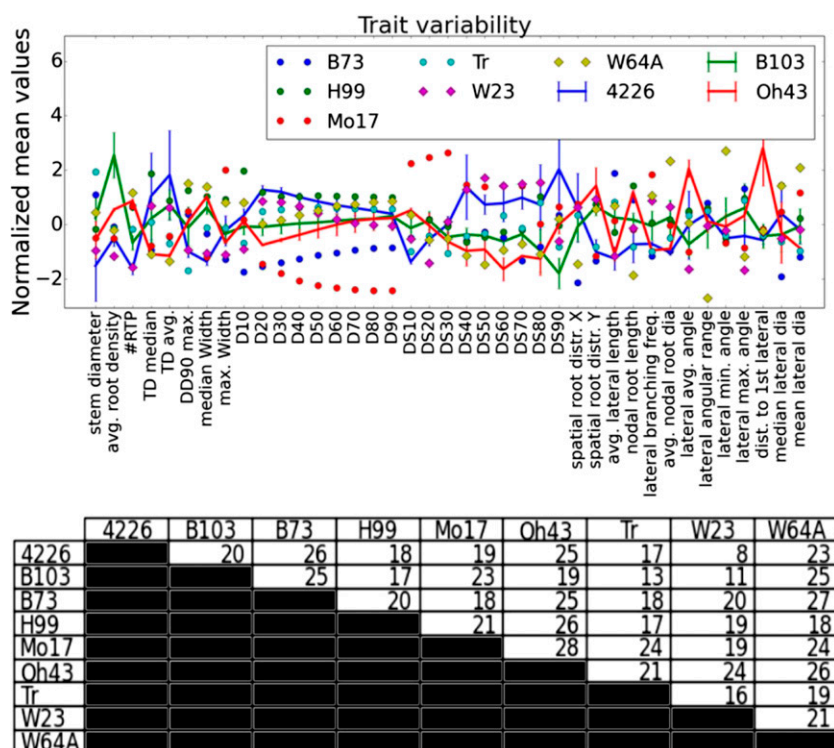 Trait variability
Normalized mean values
6
4
2
0
−2
B73
H99
Mo17
Tr
W23
W64A
4226
B103
Oh43
stem diameter
avg. root density
#RTP
TD median
TD avg.
DD90 max.
median Width
max. Width
D10
D20
D30
D40
D50
D60
D70
D80
D90
DS10
DS20
DS30
DS40
DS50
DS60
DS70
DS80
DS90
spatial root distr. X
spatial root distr. Y
avg. lateral length
nodal root length
lateral branching freq.
avg. nodal root dia
lateral avg. angle
lateral angular range
lateral min. angle
lateral max. angle
dist. to 1st lateral
median lateral dia
mean lateral dia
4226 B103 B73 H99 Mo17 Oh43 Tr W23 W64A
4226 20 26 18 19 25 17 8 23
B103 25 17 23 19 13 11 25
B73 20 18 25 18 20 27
H99 21 26 17 19 18
Mo17 28 24 19 24
Oh43 21 24 26
Tr 16 19
W23 21
W64A